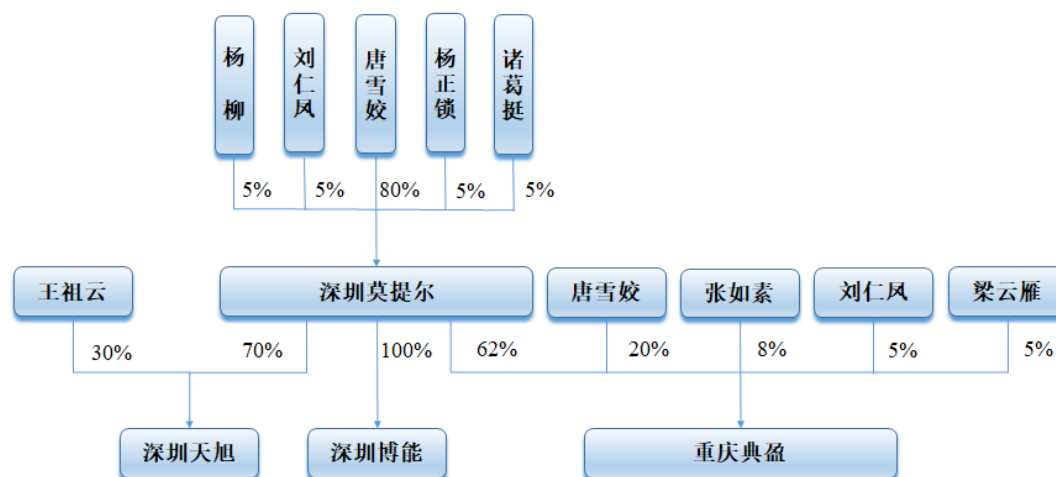 杨柳
刘仁凤
唐雪姣
杨正锁
诸葛挺
5%
5%
80%
5%
5%
王祖云
深圳莫提尔
唐雪姣
张如素
刘仁凤
梁云雁
30%
70%
100%
62%
20%
8%
5%
5%
深圳天旭
深圳博能
重庆典盈